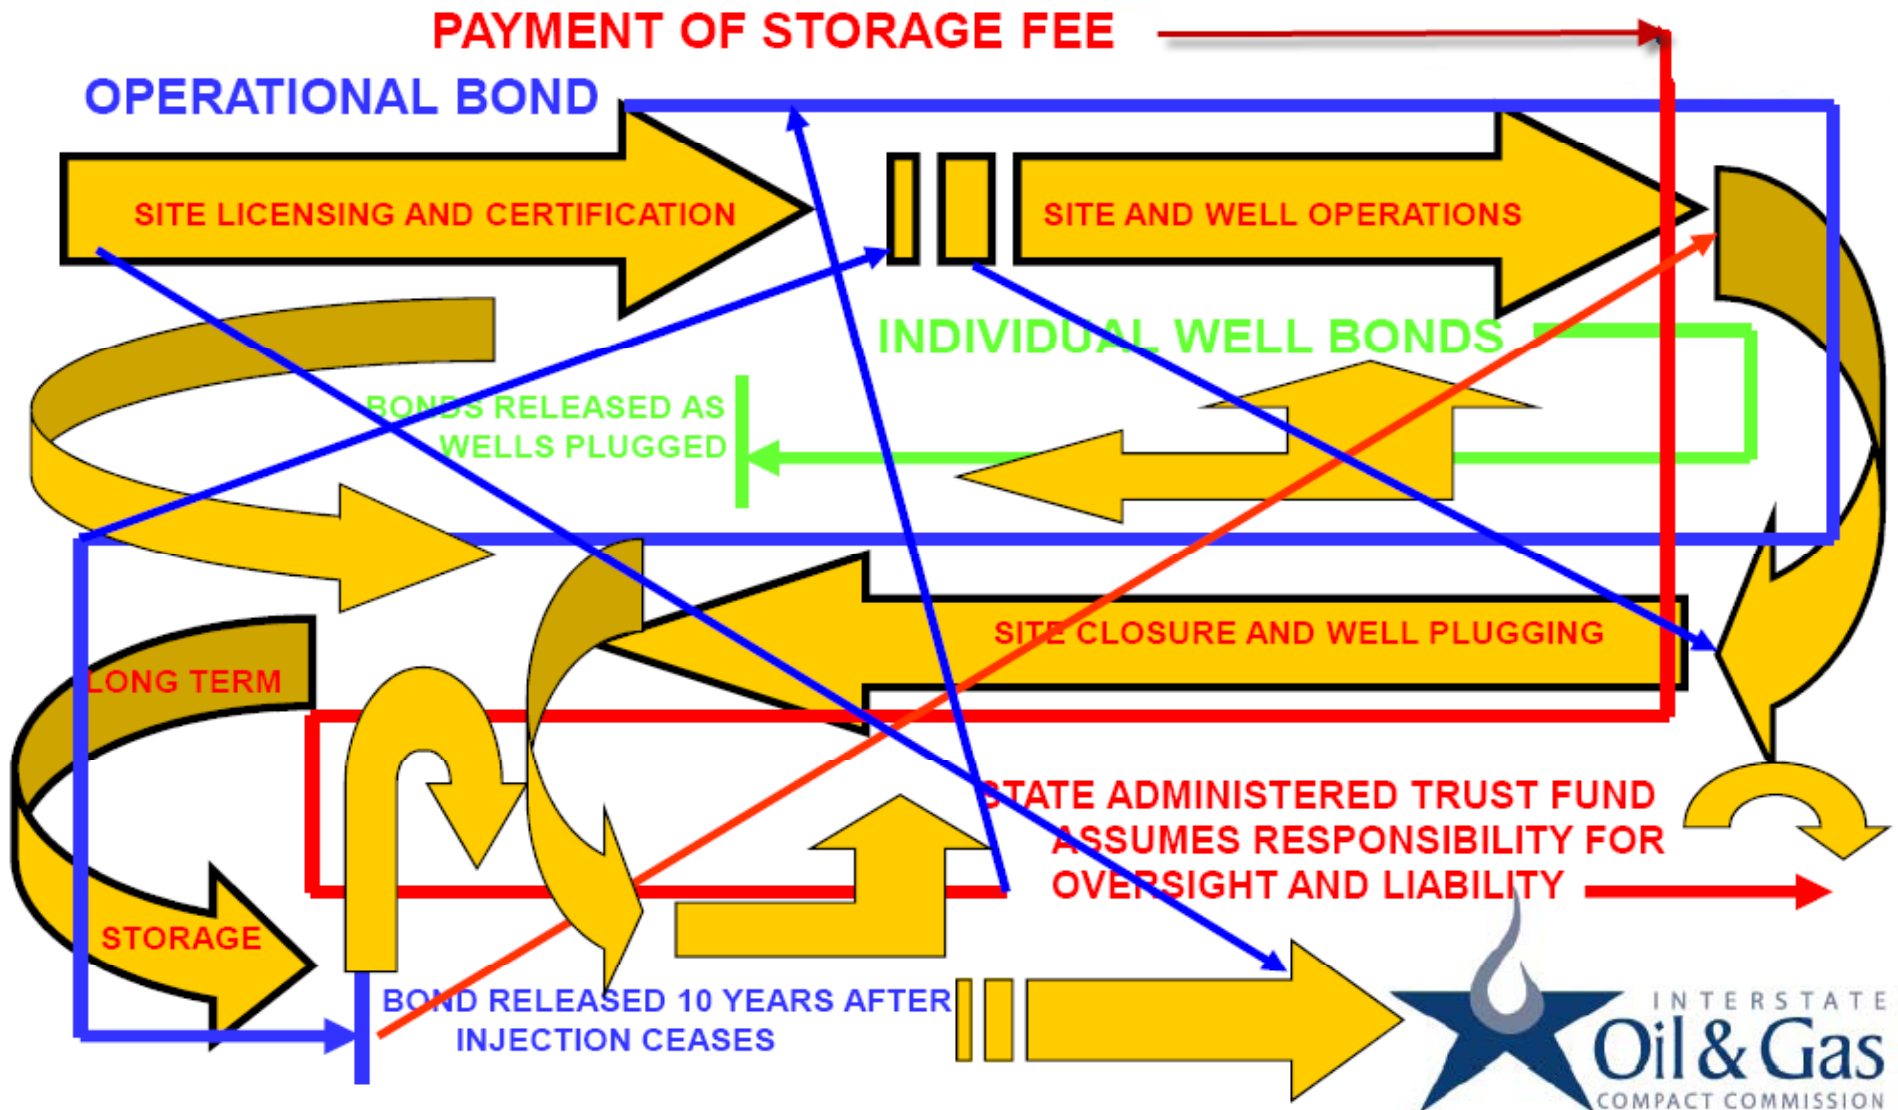 PAYMENT OF STORAGE FEE
OPERATIONAL BOND
SITE LICENSING AND CERTIFICATION
SITE AND WELL OPERATIONS
INDIVIDUAL WELL BONDS
BONDS RELEASED AS
WELLS PLUGGED
SITE CLOSURE AND WELL PLUGGING
LONG TERM
STORAGE
STATE ADMINISTERED TRUST FUND
ASSUMES RESPONSIBILITY FOR
OVERSIGHT AND LIABILITY
BOND RELEASED 10 YEARS AFTER
INJECTION CEASES
INTERSTATE
Oil & Gas
COMPACT COMMISSION